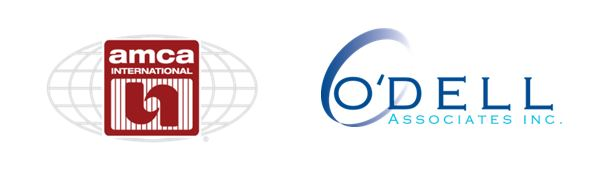 amca
INTERNATIONAL
®
O'DELL
ASSOCIATES INC.